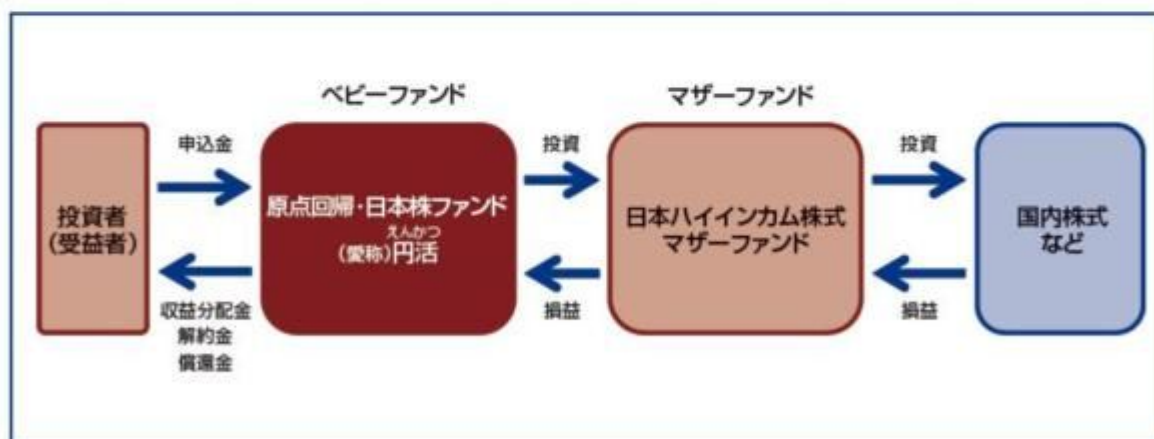 ベビーファンド
マザーファンド
投資者
(受益者)
申込金
収益分配金
解約金
償還金
原点回帰・日本株ファンド
えんかつ
(愛称)円活
投資
損益
日本ハイインカム株式
マザーファンド
投資
損益
国内株式
など